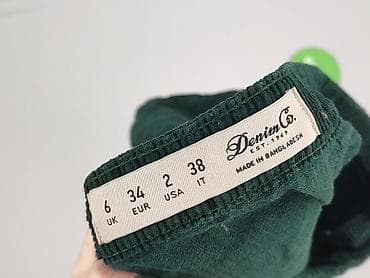 6 34 2 38
UK EUR USA IT
Denim Co.
EST. 1969
MADE IN BANGLADESH